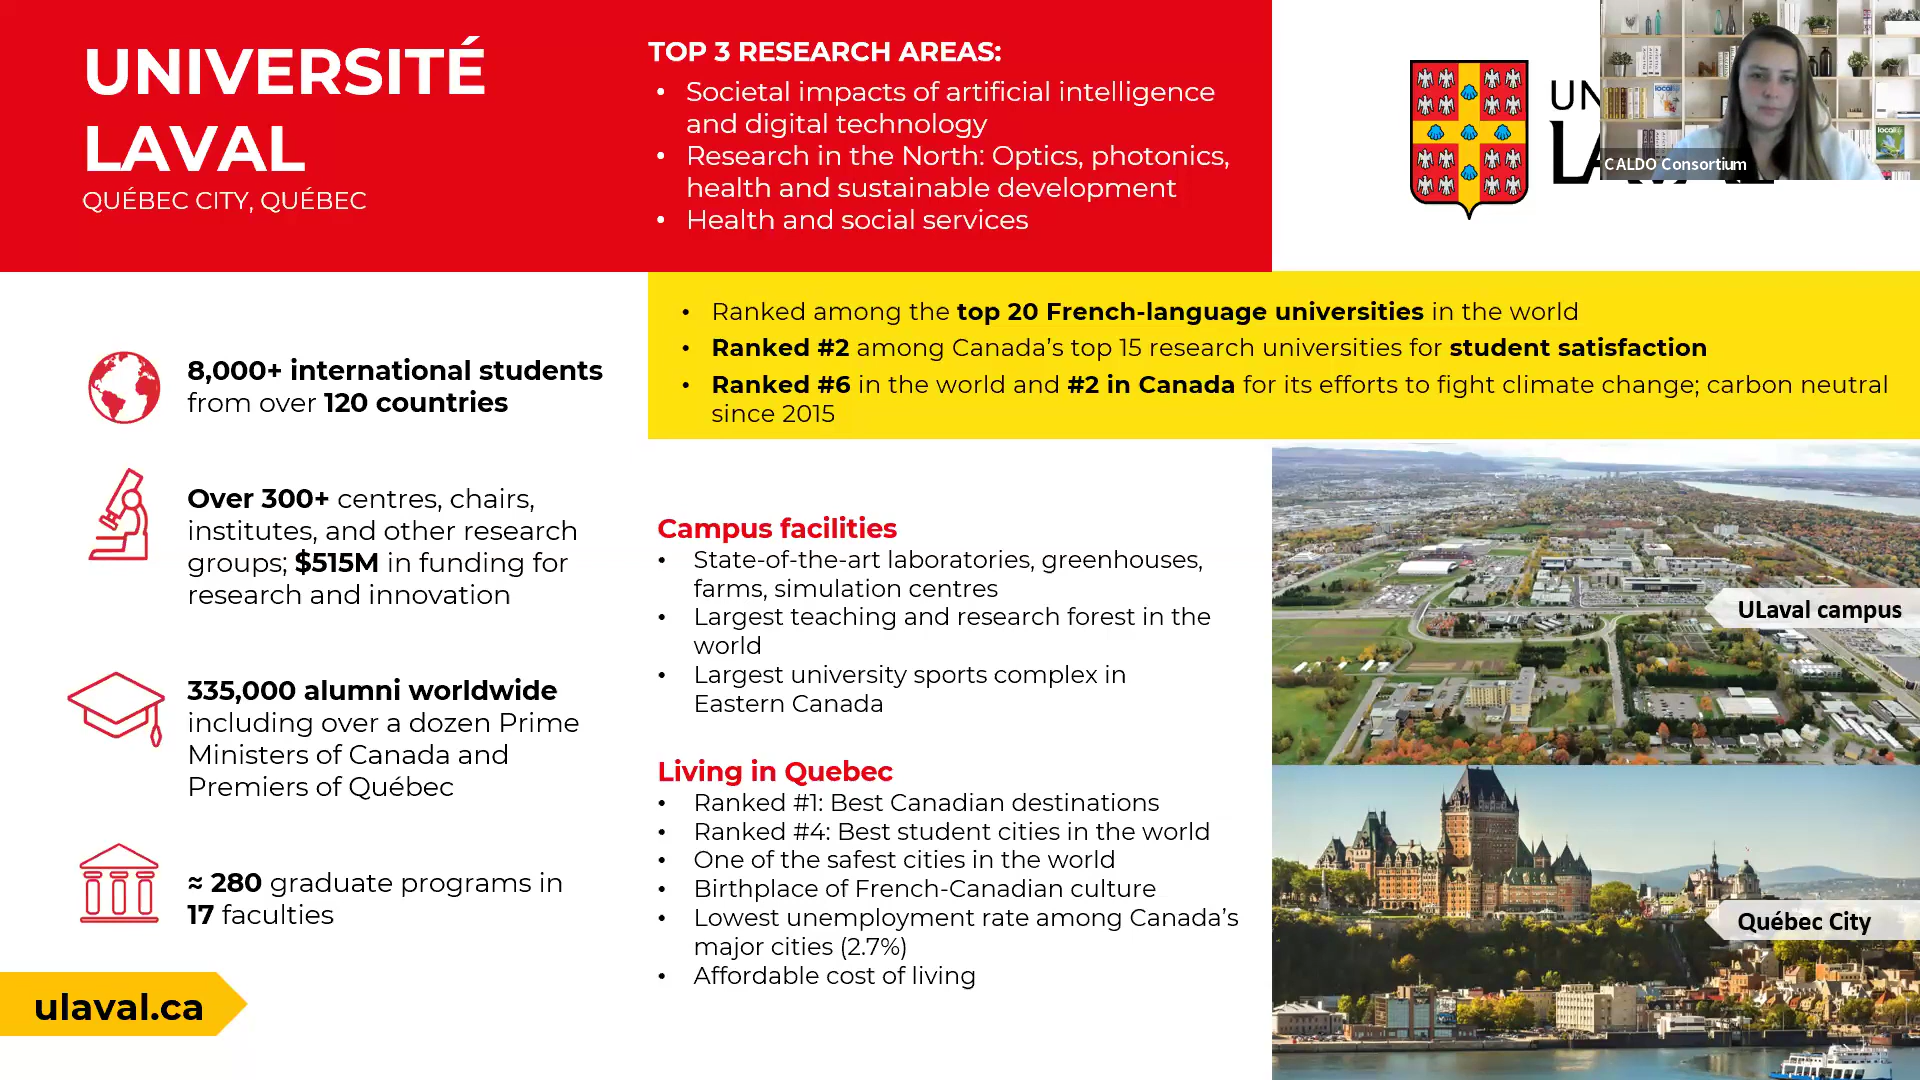 UNIVERSITÉ
LAVAL
QUÉBEC CITY, QUÉBEC
TOP 3 RESEARCH AREAS:
• Societal impacts of artificial intelligence
and digital technology
• Research in the North: Optics, photonics,
health and sustainable development
• Health and social services
CALDO Consortium
• Ranked among the top 20 French-language universities in the world
• Ranked #2 among Canada’s top 15 research universities for student satisfaction
• Ranked #6 in the world and #2 in Canada for its efforts to fight climate change; carbon neutral
since 2015
8,000+ international students
from over 120 countries
Over 300+ centres, chairs,
institutes, and other research
groups; $515M in funding for
research and innovation
335,000 alumni worldwide
including over a dozen Prime
Ministers of Canada and
Premiers of Québec
≈ 280 graduate programs in
17 faculties
ulaval.ca
Campus facilities
• State-of-the-art laboratories, greenhouses,
farms, simulation centres
• Largest teaching and research forest in the
world
• Largest university sports complex in
Eastern Canada
Living in Quebec
• Ranked #1: Best Canadian destinations
• Ranked #4: Best student cities in the world
• One of the safest cities in the world
• Birthplace of French-Canadian culture
• Lowest unemployment rate among Canada’s
major cities (2.7%)
• Affordable cost of living
ULaval campus
Québec City